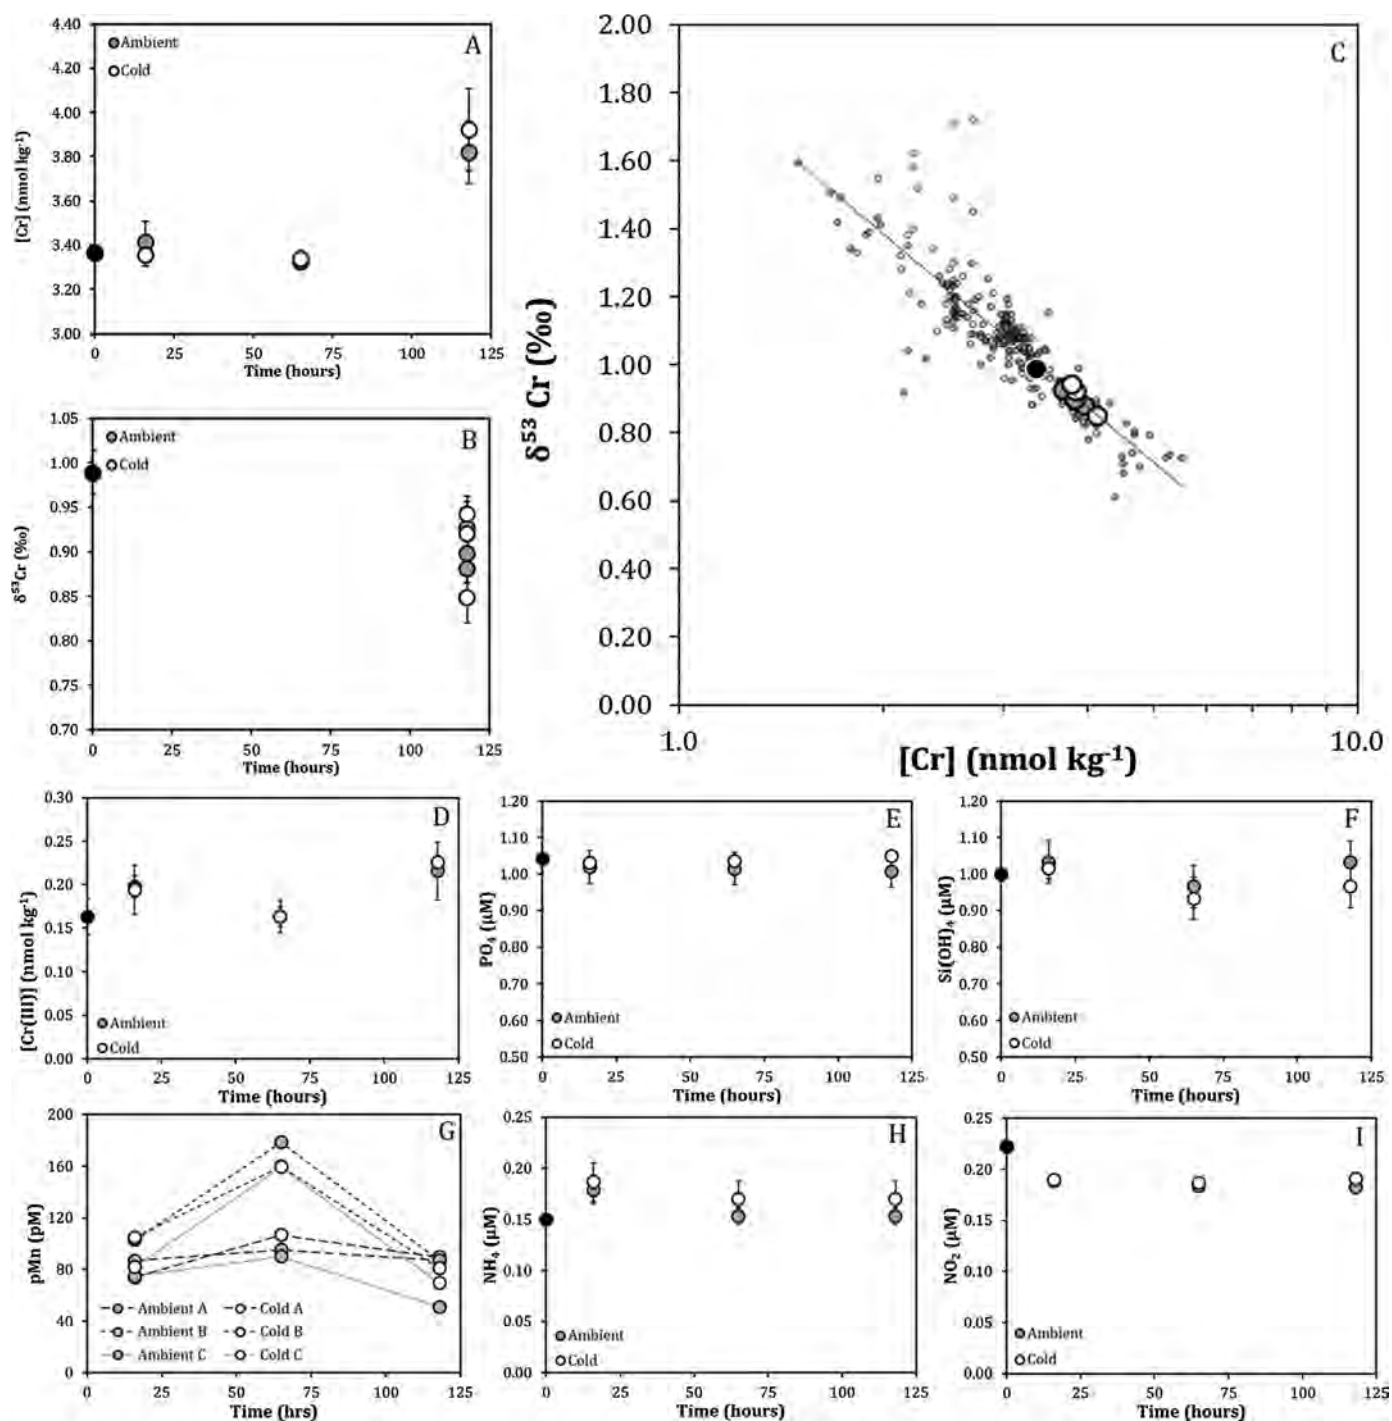 A
Ambient
Cold
4.40
4.20
4.00
3.80
3.60
3.40
3.20
3.00
[Cr] (nmol kg⁻¹)
0 25 50 75 100 125
Time (hours)
B
Ambient
Cold
1.05
1.00
0.95
0.90
0.85
0.80
0.75
0.70
δ⁵³Cr (‰)
0 25 50 75 100 125
Time (hours)
C
2.00
1.80
1.60
1.40
1.20
1.00
0.80
0.60
0.40
0.20
0.00
δ⁵³ Cr (‰)
1.0 10.0
[Cr] (nmol kg⁻¹)
D
0.30
0.25
0.20
0.15
0.10
0.05
0.00
[Cr(III)] (nmol kg⁻¹)
Ambient
Cold
0 25 50 75 100 125
Time (hours)
E
1.20
1.10
1.00
0.90
0.80
0.70
0.60
0.50
PO₄ (μM)
Ambient
Cold
0 25 50 75 100 125
Time (hours)
F
1.20
1.10
1.00
0.90
0.80
0.70
0.60
0.50
Si(OH)₄ (μM)
Ambient
Cold
0 25 50 75 100 125
Time (hours)
G
200
160
120
80
40
0
pMn (pM)
Ambient A Cold A
Ambient B Cold B
Ambient C Cold C
0 25 50 75 100 125
Time (hrs)
H
0.25
0.20
0.15
0.10
0.05
0.00
NH₄ (μM)
Ambient
Cold
0 25 50 75 100 125
Time (hours)
I
0.25
0.20
0.15
0.10
0.05
0.00
NO₂ (μM)
Ambient
Cold
0 25 50 75 100 125
Time (hours)